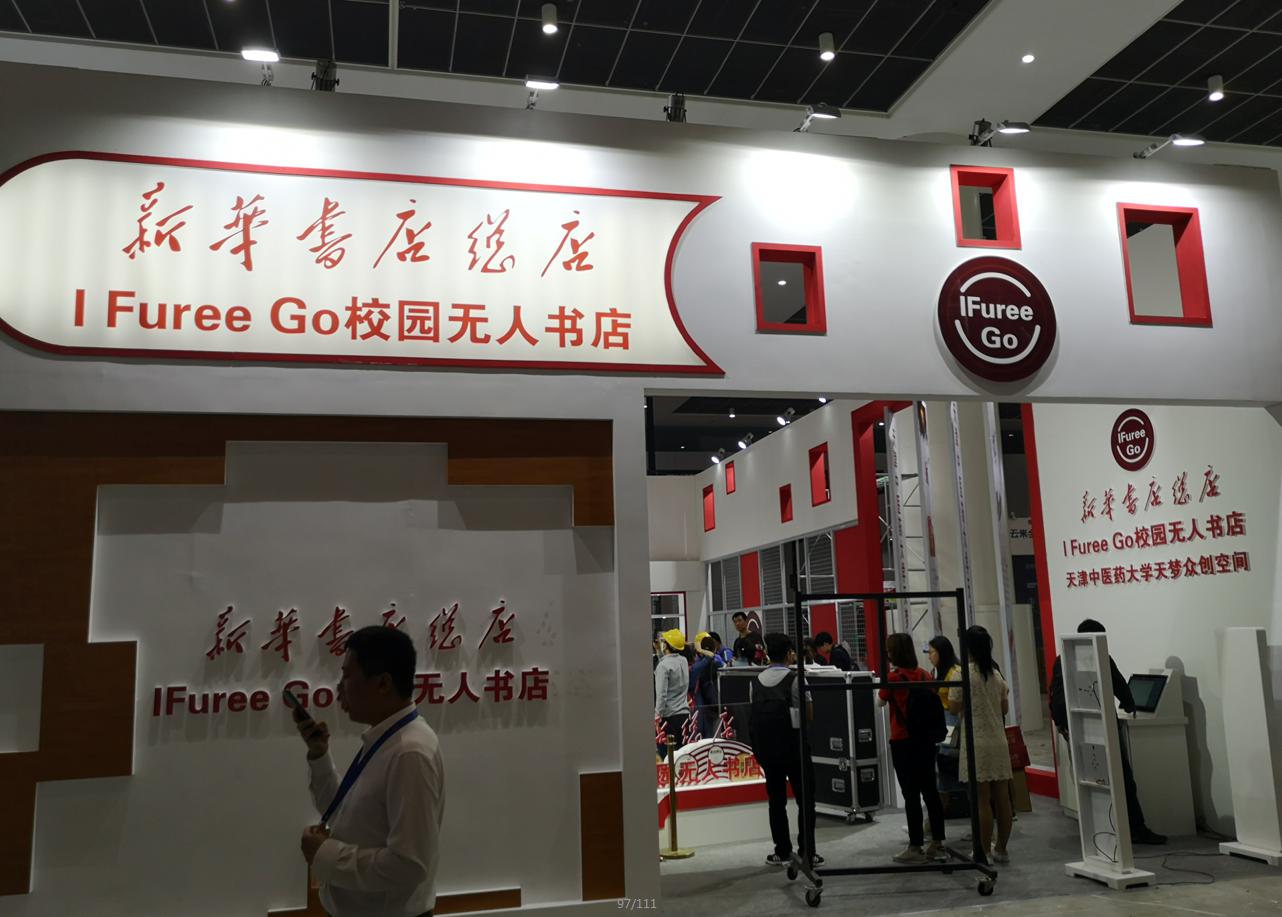 新华书店总店
I Furee Go校园无人书店
IFuree
Go
IFuree
Go
新华书店总店
I Furee Go校园无人书店
天津中医药大学天梦众创空间
新华书店总店
IFuree Go 无人书店
园无人书店
97/111